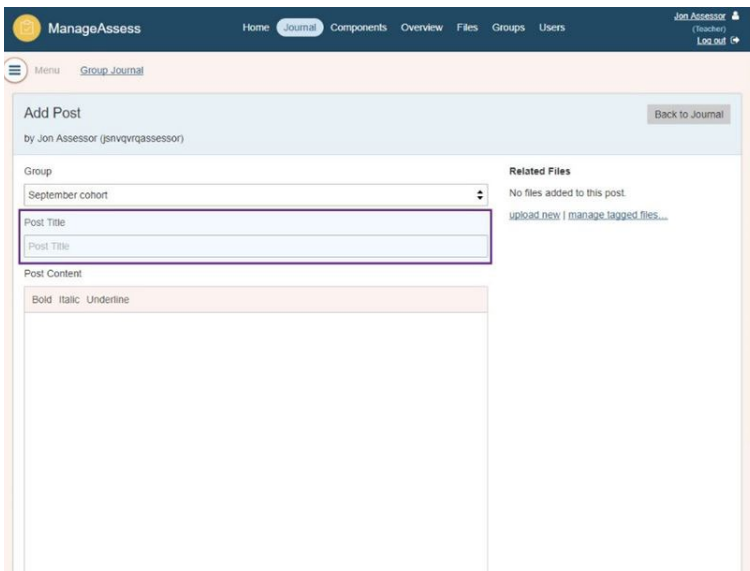 ManageAssess
Home Journal Components Overview Files Groups Users
Jon Assessor
(Teacher)
Log out
Menu Group Journal
Add Post
Back to Journal
by Jon Assessor (jsnvqvrqassessor)
Group
September cohort
Post Title
Post Title
Post Content
Bold Italic Underline
Related Files
No files added to this post.
upload new | manage tagged files...